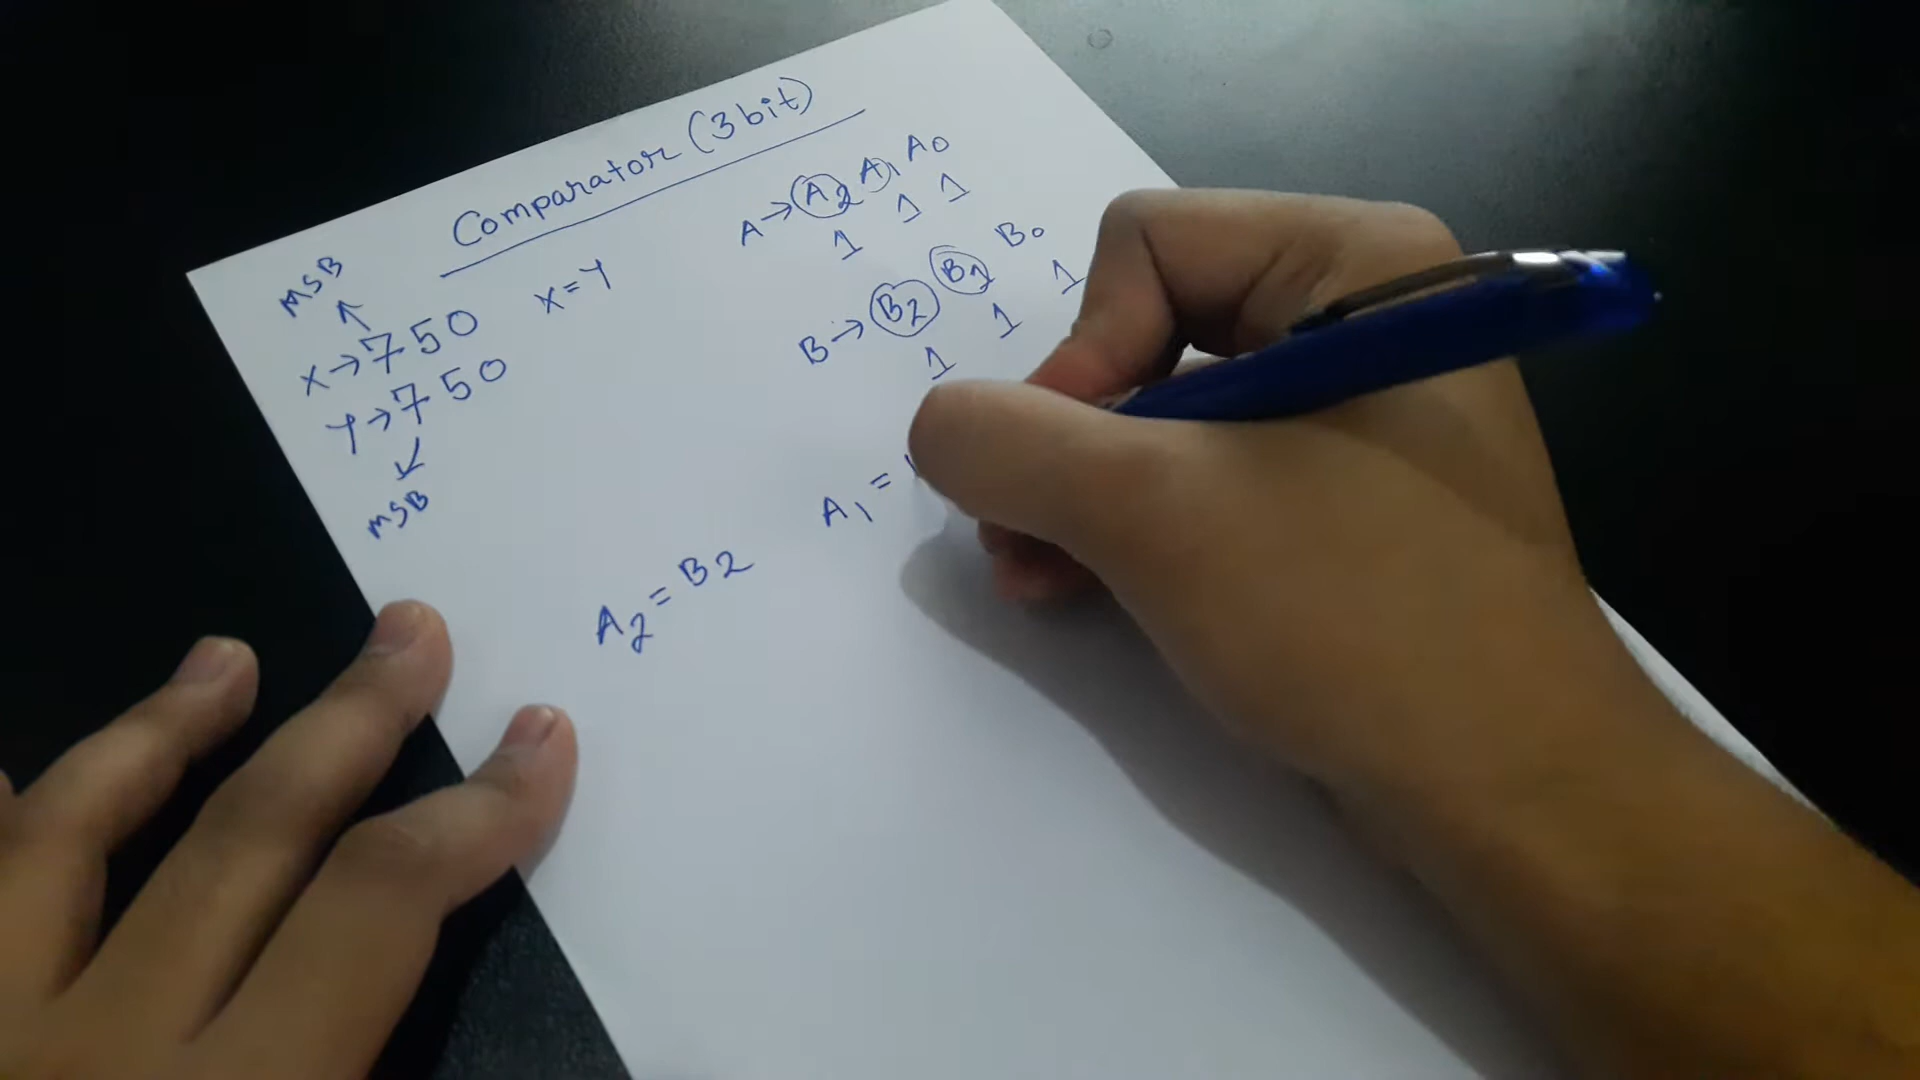 Comparator (3bit)
MSB
X→750
Y→750
MSB
X=Y
A→A2 A1 A0
1 1 1
B→B2 B1 B0
1 1 1
A2=B2
A1=